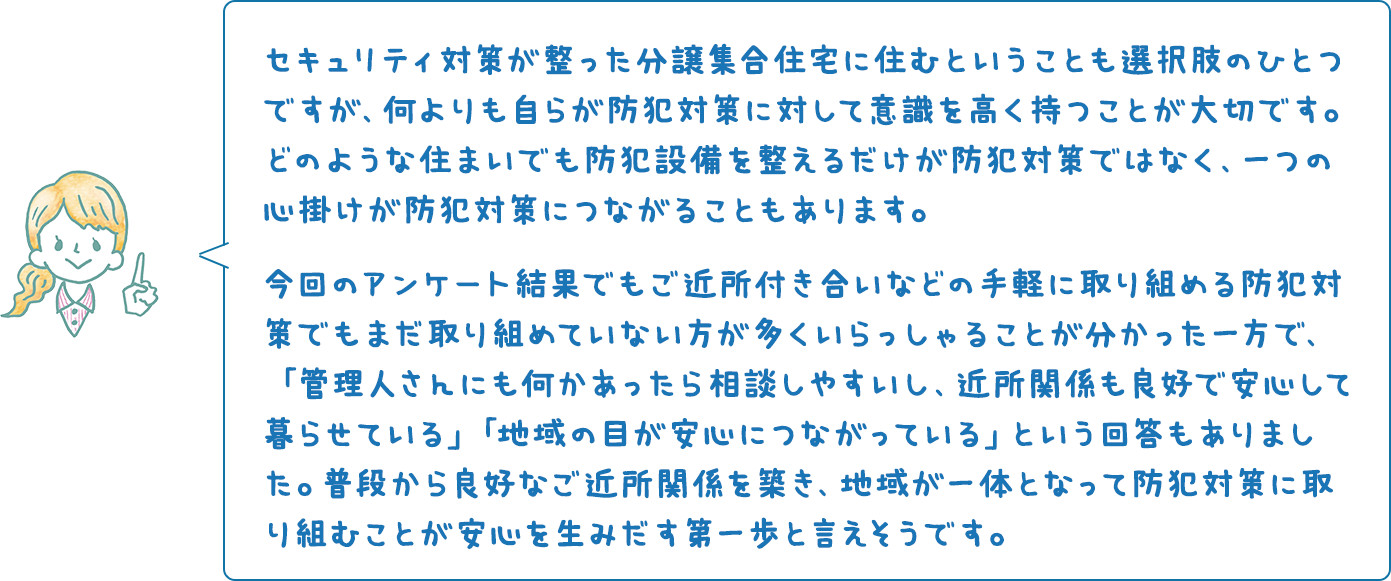 セキュリティ対策が整った分譲集合住宅に住むということも選択肢のひとつ
ですが、何よりも自らが防犯対策に対して意識を高く持つことが大切です。
どのような住まいでも防犯設備を整えるだけが防犯対策ではなく、一つの
心掛けが防犯対策につながることもあります。
今回のアンケート結果でもご近所付き合いなどの手軽に取り組める防犯対
策でもまだ取り組めていない方が多くいらっしゃることが分かった一方で、
「管理人さんにも何かあったら相談しやすいし、近所関係も良好で安心して
暮らせている」「地域の目が安心につながっている」という回答もありまし
た。普段から良好なご近所関係を築き、地域が一体となって防犯対策に取
り組むことが安心を生みだす第一歩と言えそうです。